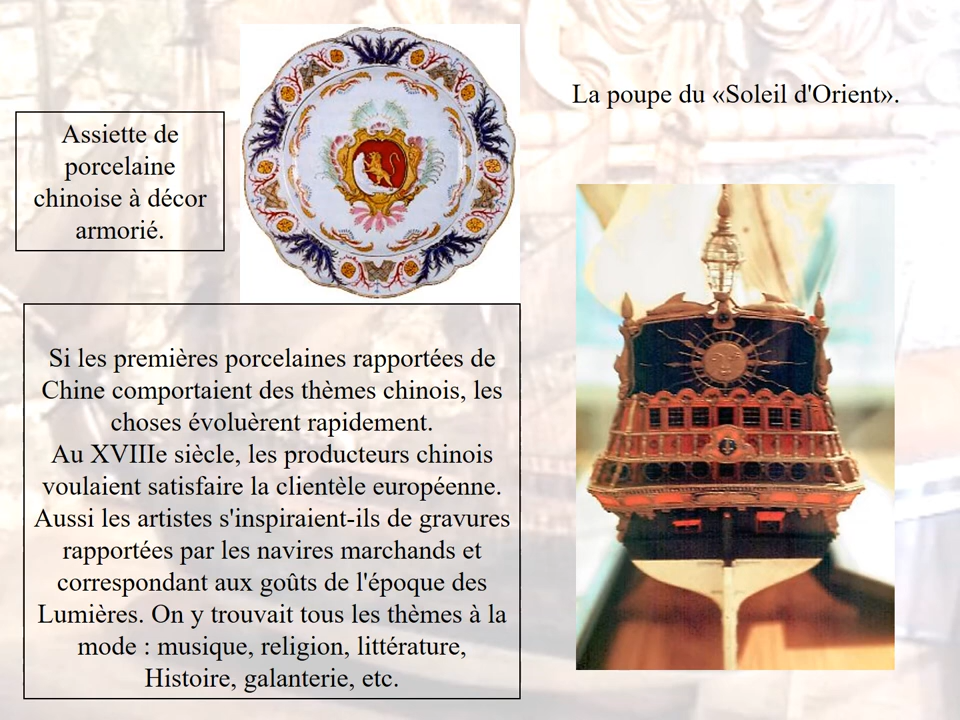 La poupe du «Soleil d'Orient».
Assiette de
porcelaine
chinoise à décor
armorié.
Si les premières porcelaines rapportées de
Chine comportaient des thèmes chinois, les
choses évoluèrent rapidement.
Au XVIIIe siècle, les producteurs chinois
voulaient satisfaire la clientèle européenne.
Aussi les artistes s'inspiraient-ils de gravures
rapportées par les navires marchands et
correspondant aux goûts de l'époque des
Lumières. On y trouvait tous les thèmes à la
mode : musique, religion, littérature,
Histoire, galanterie, etc.